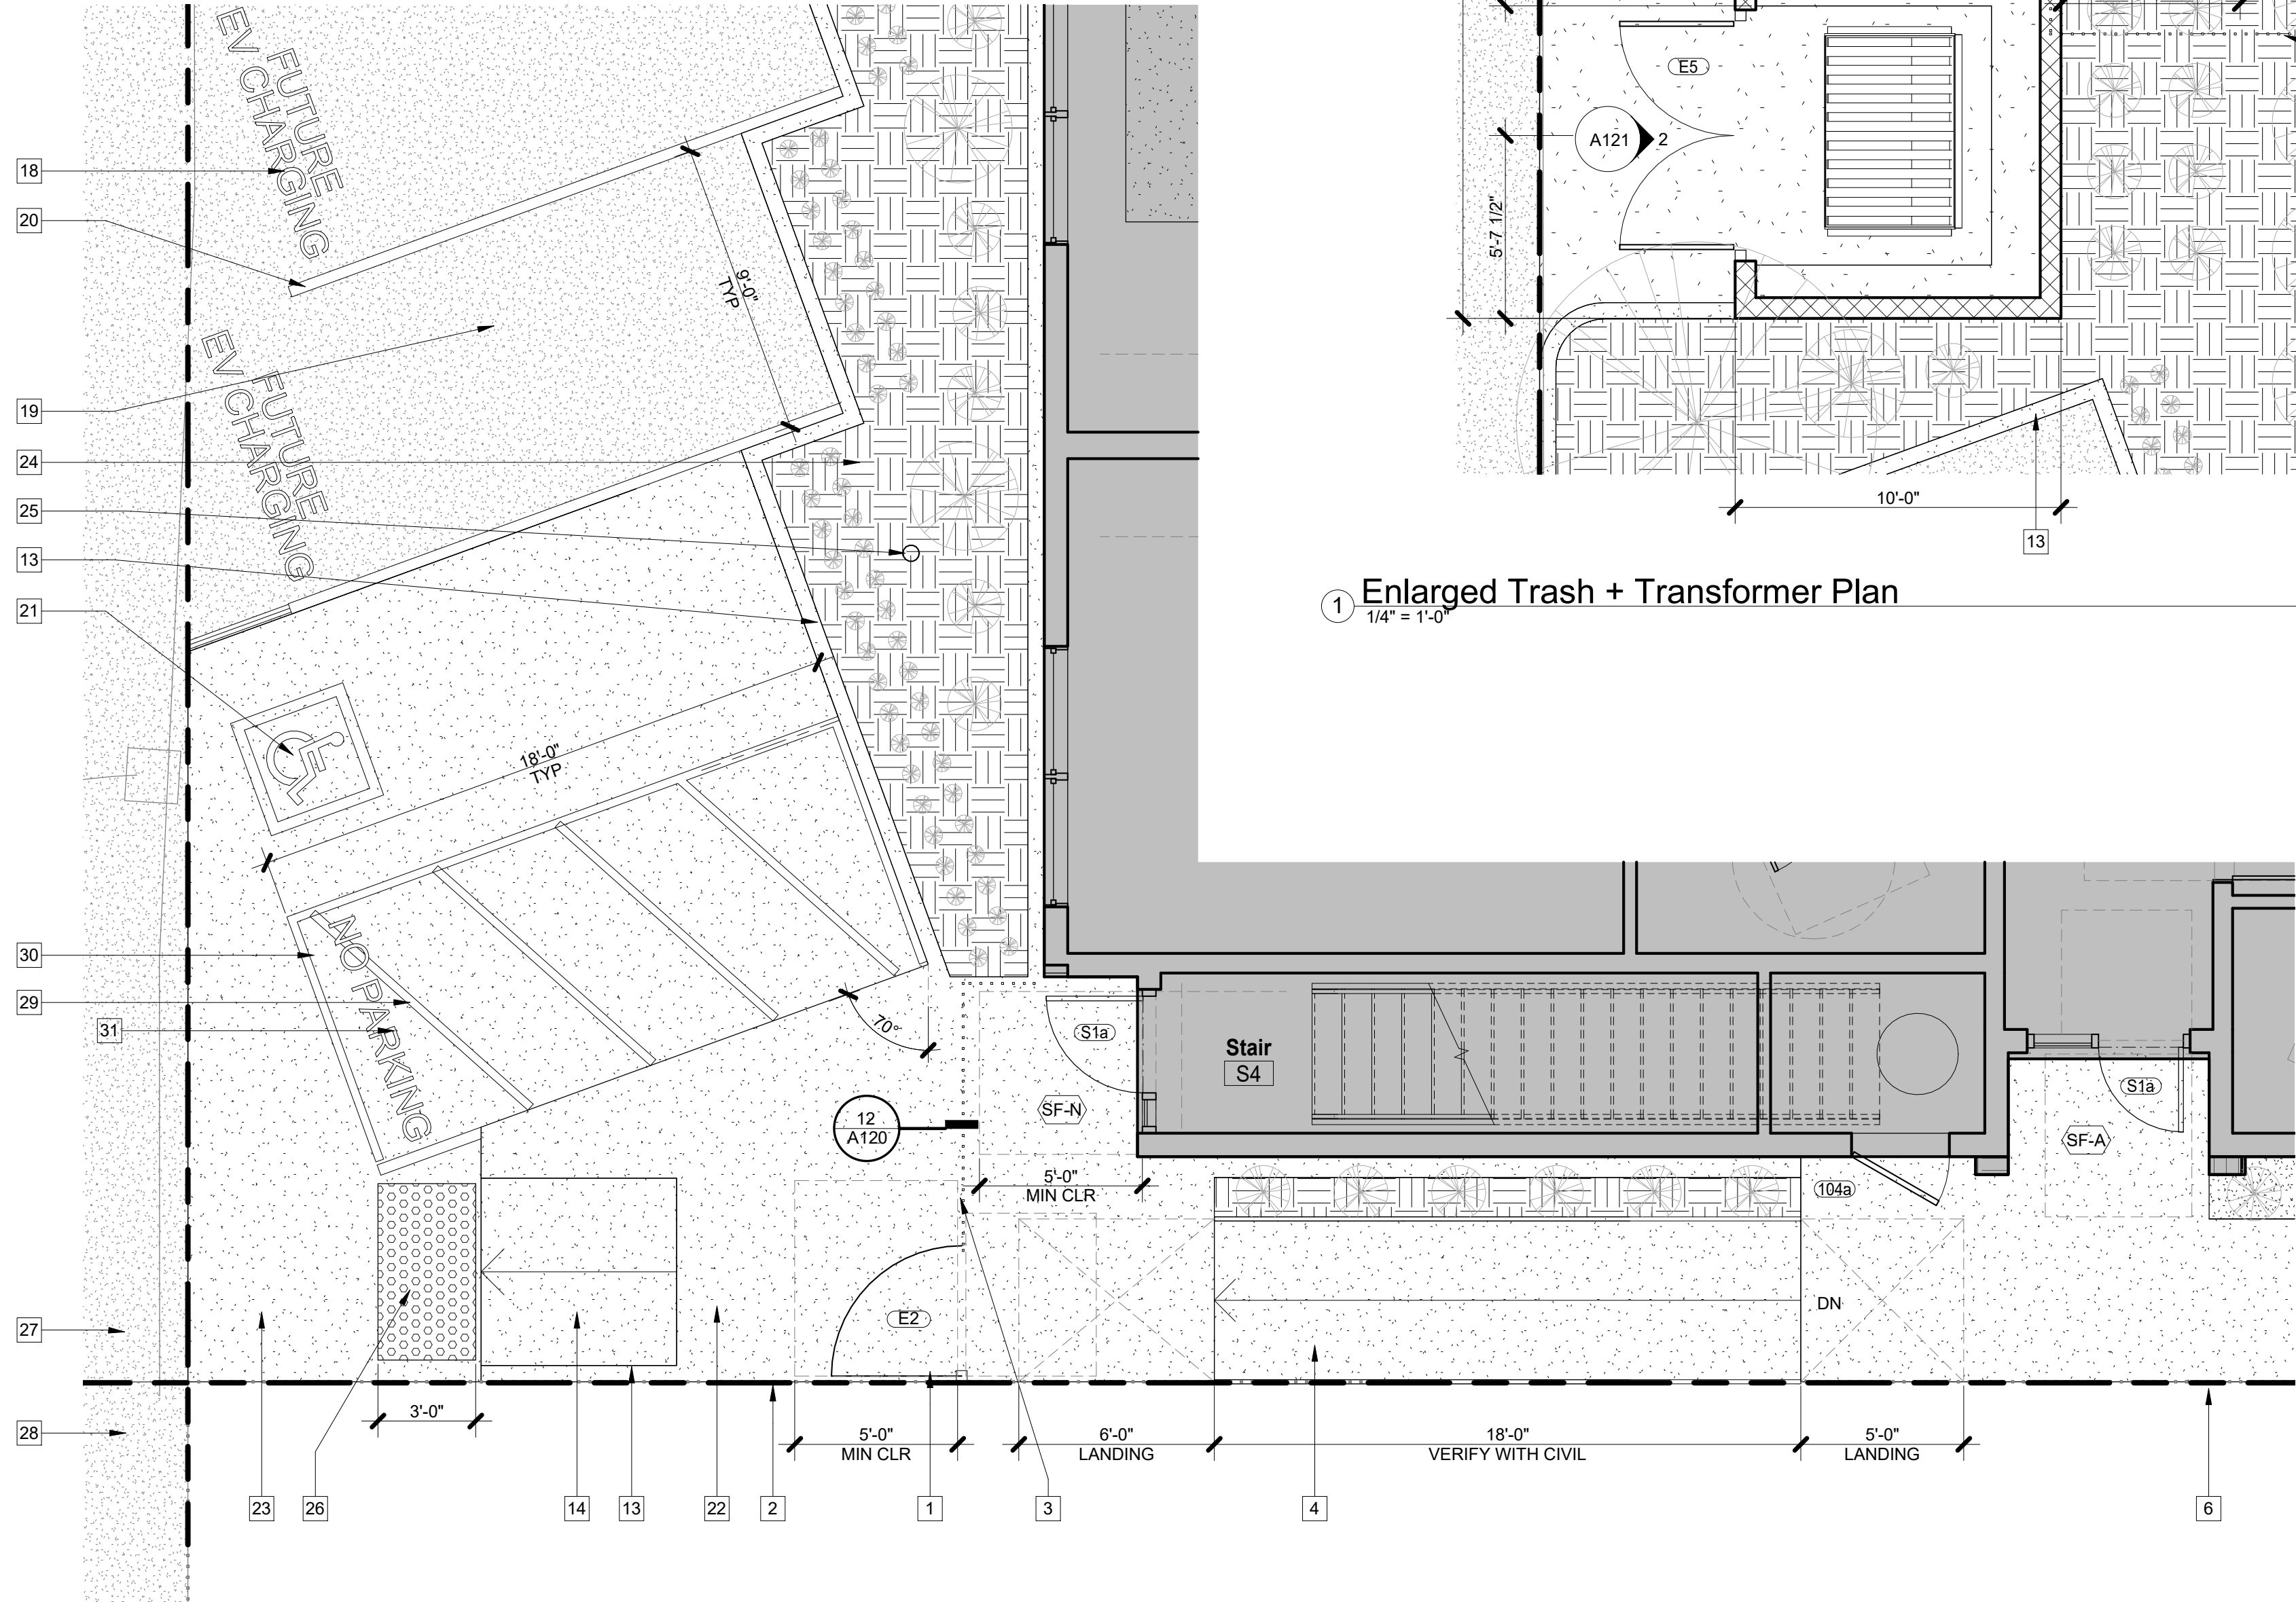 FUTURE
EV CHARGING
18
20
9'-0"
TYP
FUTURE
EV CHARGING
19
24
25
13
21
18'-0"
TYP
30
29
31
NO PARKING
70°
27
28
E5
A121
2
5'-7 1/2"
10'-0"
13
1
Enlarged Trash + Transformer Plan
1/4" = 1'-0"
S1a
Stair
S4
SF-N
12
A120
5'-0"
MIN CLR
S1a
SF-A
104a
E2
DN
3'-0"
5'-0"
MIN CLR
6'-0"
LANDING
18'-0"
VERIFY WITH CIVIL
5'-0"
LANDING
23
26
14
13
22
2
1
3
4
6